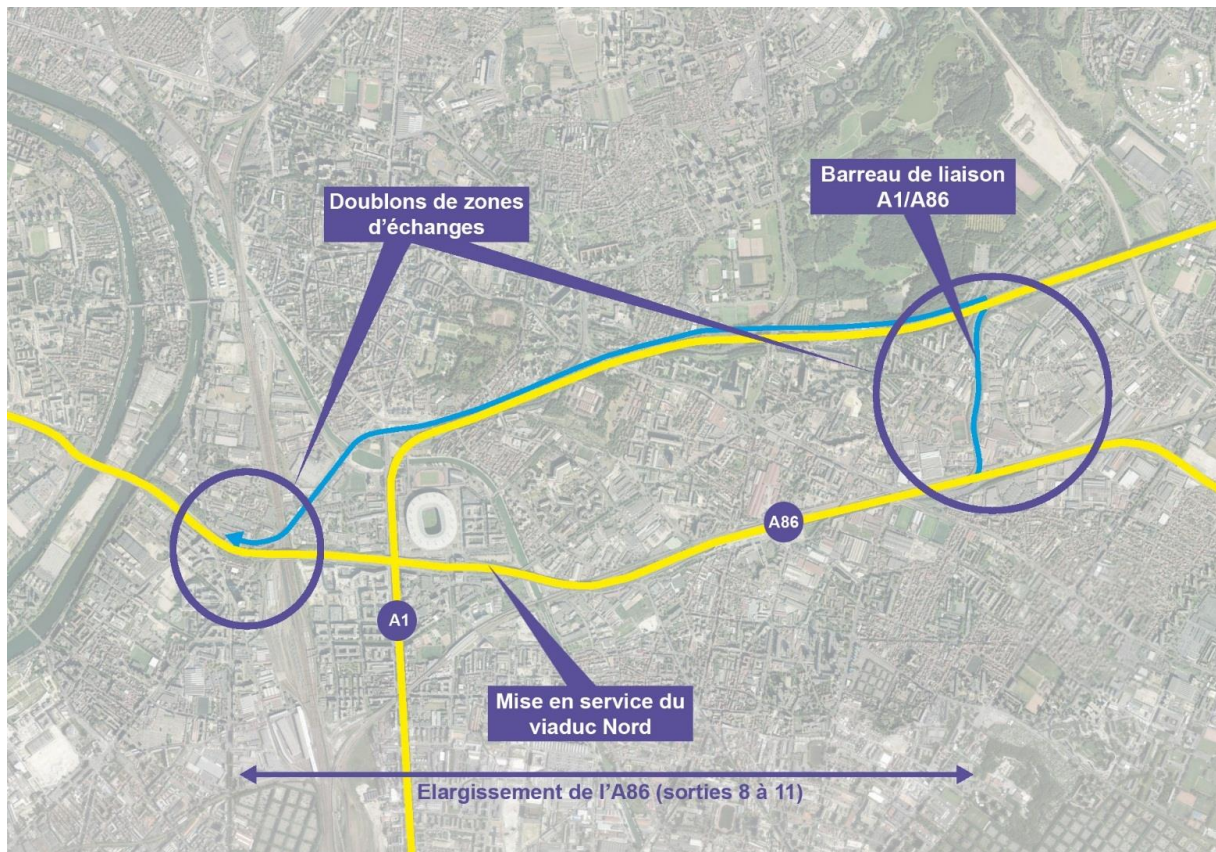 Barreau de liaison
A1/A86
Doublons de zones
d’échanges
A86
A1
Mise en service du
viaduc Nord
Elargissement de l’A86 (sorties 8 à 11)